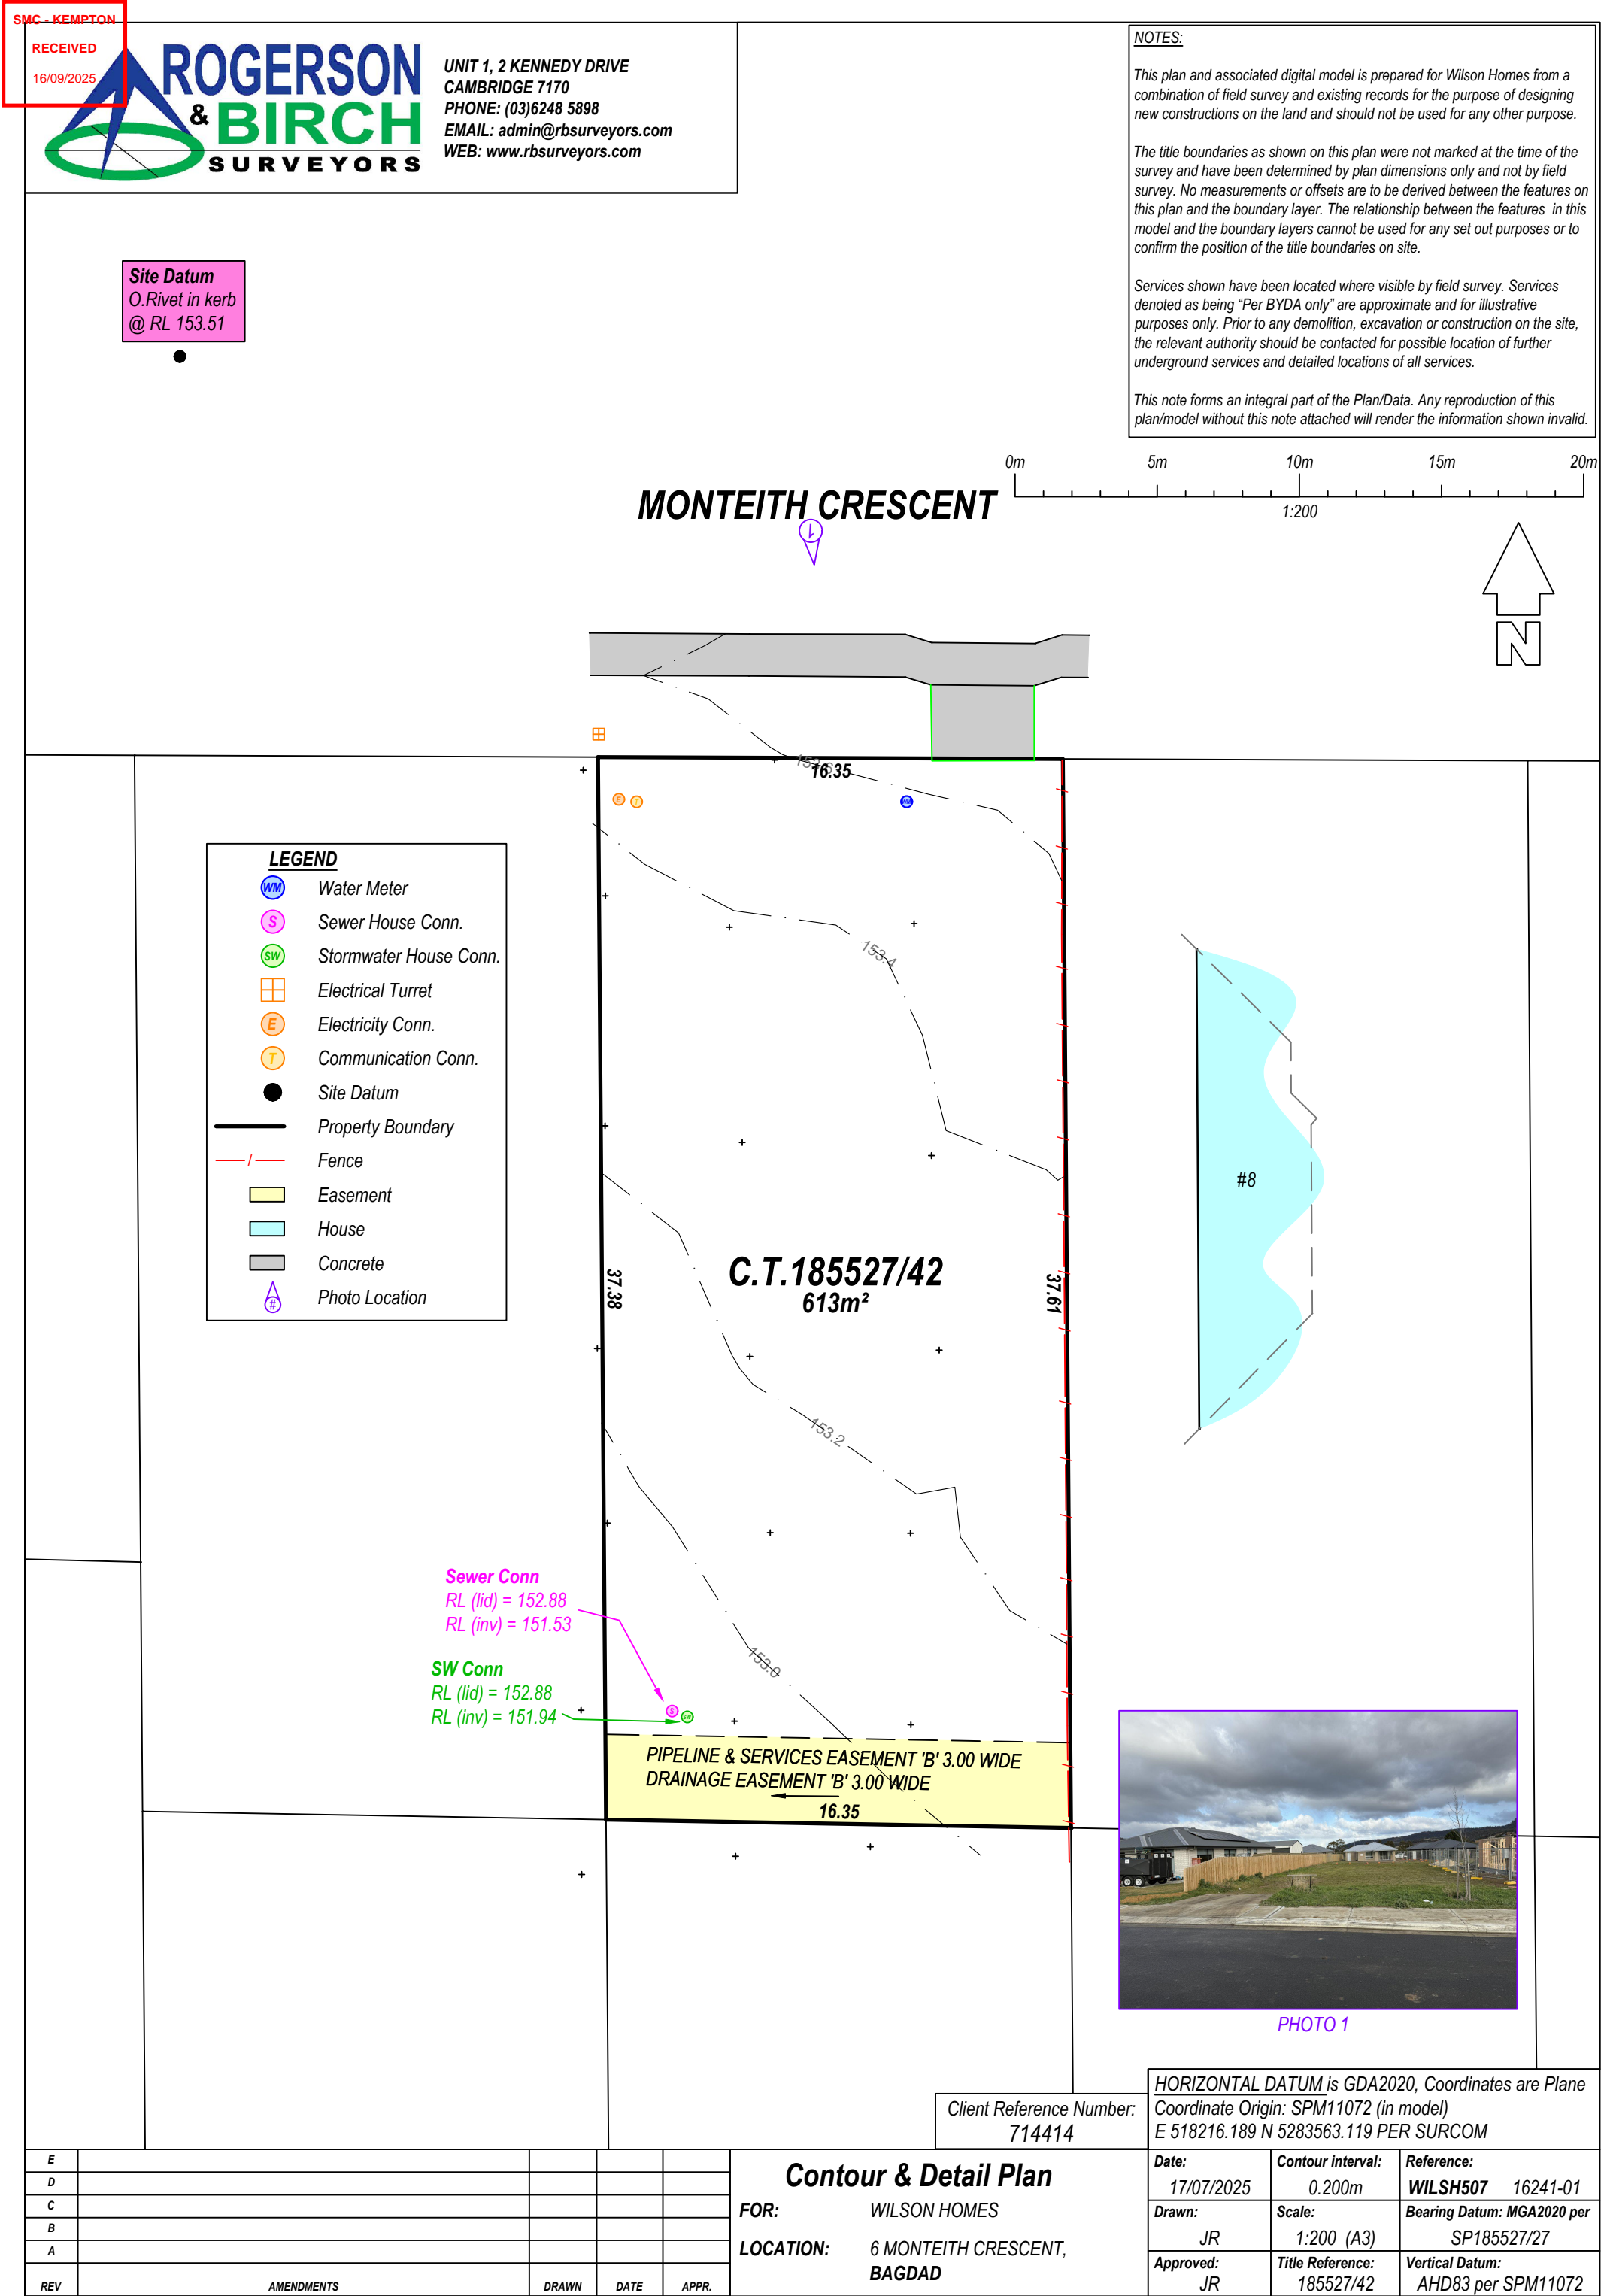 SMC - KEMPTON
RECEIVED
16/09/2025
ROGERSON
& BIRCH
SURVEYORS
UNIT 1, 2 KENNEDY DRIVE
CAMBRIDGE 7170
PHONE: (03)6248 5898
EMAIL: admin@rbsurveyors.com
WEB: www.rbsurveyors.com
NOTES:
This plan and associated digital model is prepared for Wilson Homes from a
combination of field survey and existing records for the purpose of designing
new constructions on the land and should not be used for any other purpose.
The title boundaries as shown on this plan were not marked at the time of the
survey and have been determined by plan dimensions only and not by field
survey. No measurements or offsets are to be derived between the features on
this plan and the boundary layer. The relationship between the features in this
model and the boundary layers cannot be used for any set out purposes or to
confirm the position of the title boundaries on site.
Services shown have been located where visible by field survey. Services
denoted as being “Per BYDA only” are approximate and for illustrative
purposes only. Prior to any demolition, excavation or construction on the site,
the relevant authority should be contacted for possible location of further
underground services and detailed locations of all services.
This note forms an integral part of the Plan/Data. Any reproduction of this
plan/model without this note attached will render the information shown invalid.
Site Datum
O.Rivet in kerb
@ RL 153.51
0m 5m 10m 15m 20m
1:200
MONTEITH CRESCENT
1
N
153.6
16.35
E T WM
LEGEND
WM Water Meter
S Sewer House Conn.
SW Stormwater House Conn.
Electrical Turret
E Electricity Conn.
T Communication Conn.
Site Datum
Property Boundary
Fence
Easement
House
Concrete
# Photo Location
153.4
#8
37.38
C.T.185527/42
613m²
37.61
153.2
Sewer Conn
RL (lid) = 152.88
RL (inv) = 151.53
SW Conn
RL (lid) = 152.88
RL (inv) = 151.94
153.0
S SW
PIPELINE & SERVICES EASEMENT 'B' 3.00 WIDE
DRAINAGE EASEMENT 'B' 3.00 WIDE
16.35
PHOTO 1
Client Reference Number:
714414
HORIZONTAL DATUM is GDA2020, Coordinates are Plane
Coordinate Origin: SPM11072 (in model)
E 518216.189 N 5283563.119 PER SURCOM
E
D
C
B
A
REV AMENDMENTS DRAWN DATE APPR.
Contour & Detail Plan
FOR: WILSON HOMES
LOCATION: 6 MONTEITH CRESCENT,
BAGDAD
Date: Contour interval: Reference:
17/07/2025 0.200m WILSH507 16241-01
Drawn: Scale: Bearing Datum: MGA2020 per
JR 1:200 (A3) SP185527/27
Approved: Title Reference: Vertical Datum:
JR 185527/42 AHD83 per SPM11072